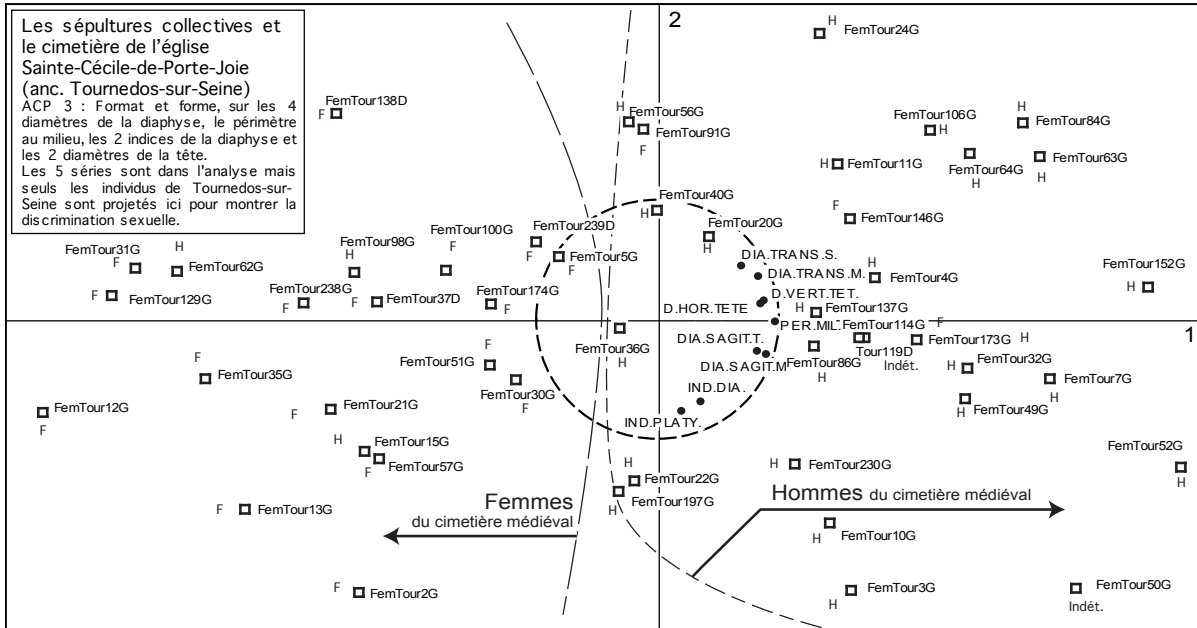 Les sépultures collectives et
le cimetière de l'église
Sainte-Cécile-de-Porte-Joie
(anc. Tournedos-sur-Seine)
ACP 3 : Format et forme, sur les 4
diamètres de la diaphyse, le périmètre
au milieu, les 2 indices de la diaphyse et
les 2 diamètres de la tête.
Les 5 séries sont dans l'analyse mais
seuls les individus de Tournedos-sur-
Seine sont projetés ici pour montrer la
discrimination sexuelle.
2
H
FemTour24G
FemTour138D
F
H
FemTour56G
FemTour91G
F
FemTour106G
H
H
FemTour84G
H
FemTour11G
FemTour64G
H
FemTour63G
H
FemTour40G
H
FemTour20G
H
F
FemTour146G
FemTour31G
F
H
FemTour62G
FemTour98G
H
FemTour100G
F
FemTour239D
F
FemTour5G
F
DIA.TRANS.S.
DIA.TRANS.M.
H
FemTour4G
FemTour152G
H
F
FemTour129G
FemTour238G
F
F
FemTour37D
FemTour174G
F
D.VERT.TET.
D.HOR.TETE
H
FemTour137G
PER.MIL.
FemTour114G
F
1
FemTour36G
H
DIA.SAGIT.T.
DIA.SAGIT.M
FemTour86G
H
Tour119D
Indét.
FemTour173G
H
FemTour32G
H
FemTour7G
H
F
FemTour51G
F
FemTour35G
FemTour30G
F
IND.DIA.
IND.PLATY.
FemTour49G
H
FemTour12G
F
F
FemTour21G
H
FemTour15G
FemTour57G
F
FemTour52G
H
H
FemTour22G
FemTour197G
H
H
FemTour230G
Femmes
du cimetière médiéval
Hommes du cimetière médiéval
F
FemTour13G
FemTour10G
H
F
FemTour2G
FemTour3G
H
FemTour50G
Indét.